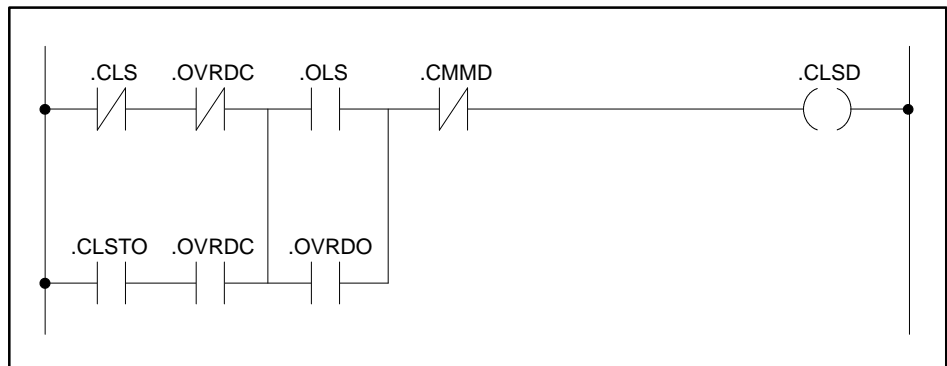 .CLS .OVRDC .OLS .CMMD .CLSD
.CLSTO .OVRDC .OVRDO